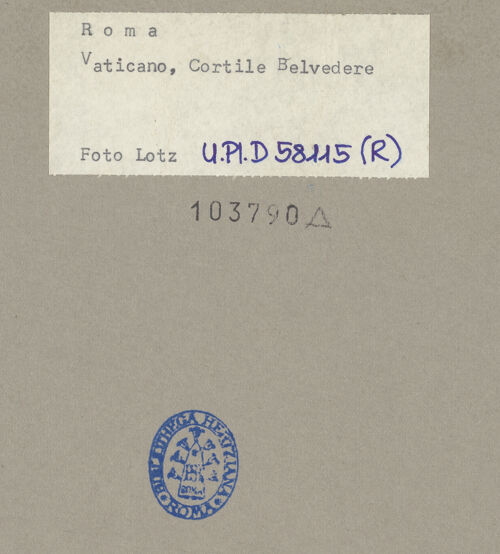 Roma
Vaticano, Cortile Belvedere
Foto Lotz U.Pl.D 58115 (R)
103790△
BIBLIOTHECA HERTZIANA
ROMA